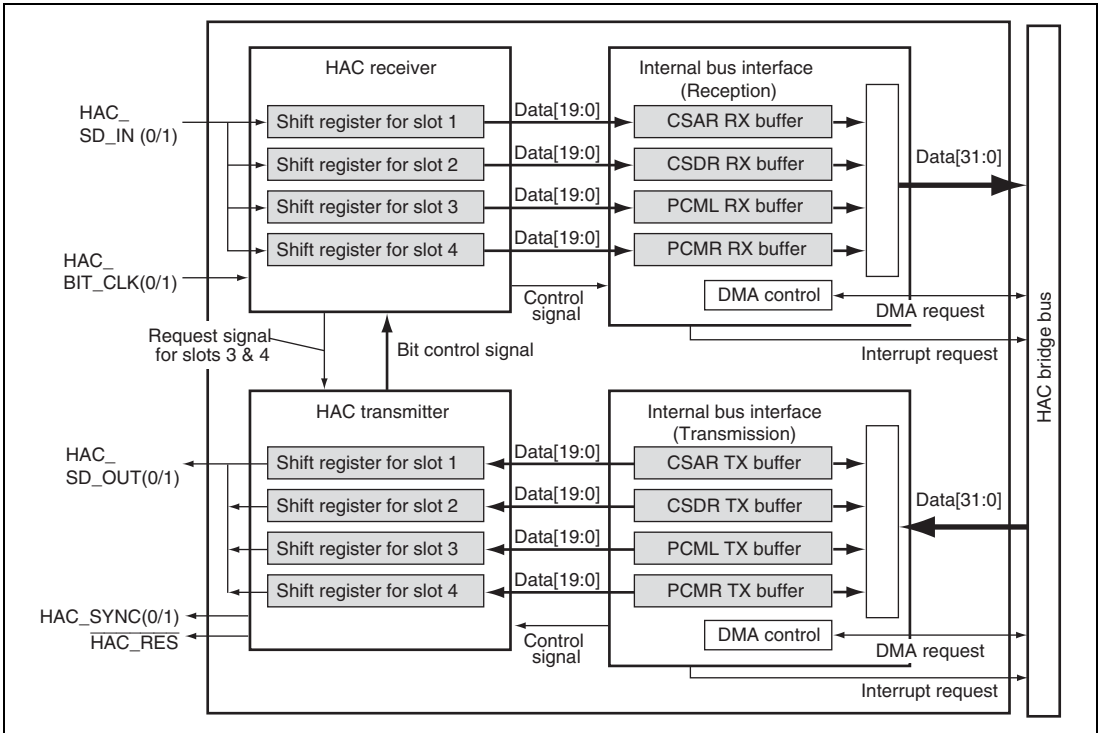 HAC receiver
HAC_
SD_IN (0/1)
Shift register for slot 1
Shift register for slot 2
Shift register for slot 3
Shift register for slot 4
HAC_
BIT_CLK(0/1)
Data[19:0]
Data[19:0]
Data[19:0]
Data[19:0]
Control
signal
Internal bus interface
(Reception)
CSAR RX buffer
CSDR RX buffer
PCML RX buffer
PCMR RX buffer
DMA control
Data[31:0]
DMA request
Interrupt request
HAC bridge bus
Request signal
for slots 3 & 4
Bit control signal
HAC transmitter
HAC_
SD_OUT(0/1)
Shift register for slot 1
Shift register for slot 2
Shift register for slot 3
Shift register for slot 4
HAC_SYNC(0/1)
HAC_RES
Data[19:0]
Data[19:0]
Data[19:0]
Data[19:0]
Control
signal
Internal bus interface
(Transmission)
CSAR TX buffer
CSDR TX buffer
PCML TX buffer
PCMR TX buffer
DMA control
Data[31:0]
DMA request
Interrupt request